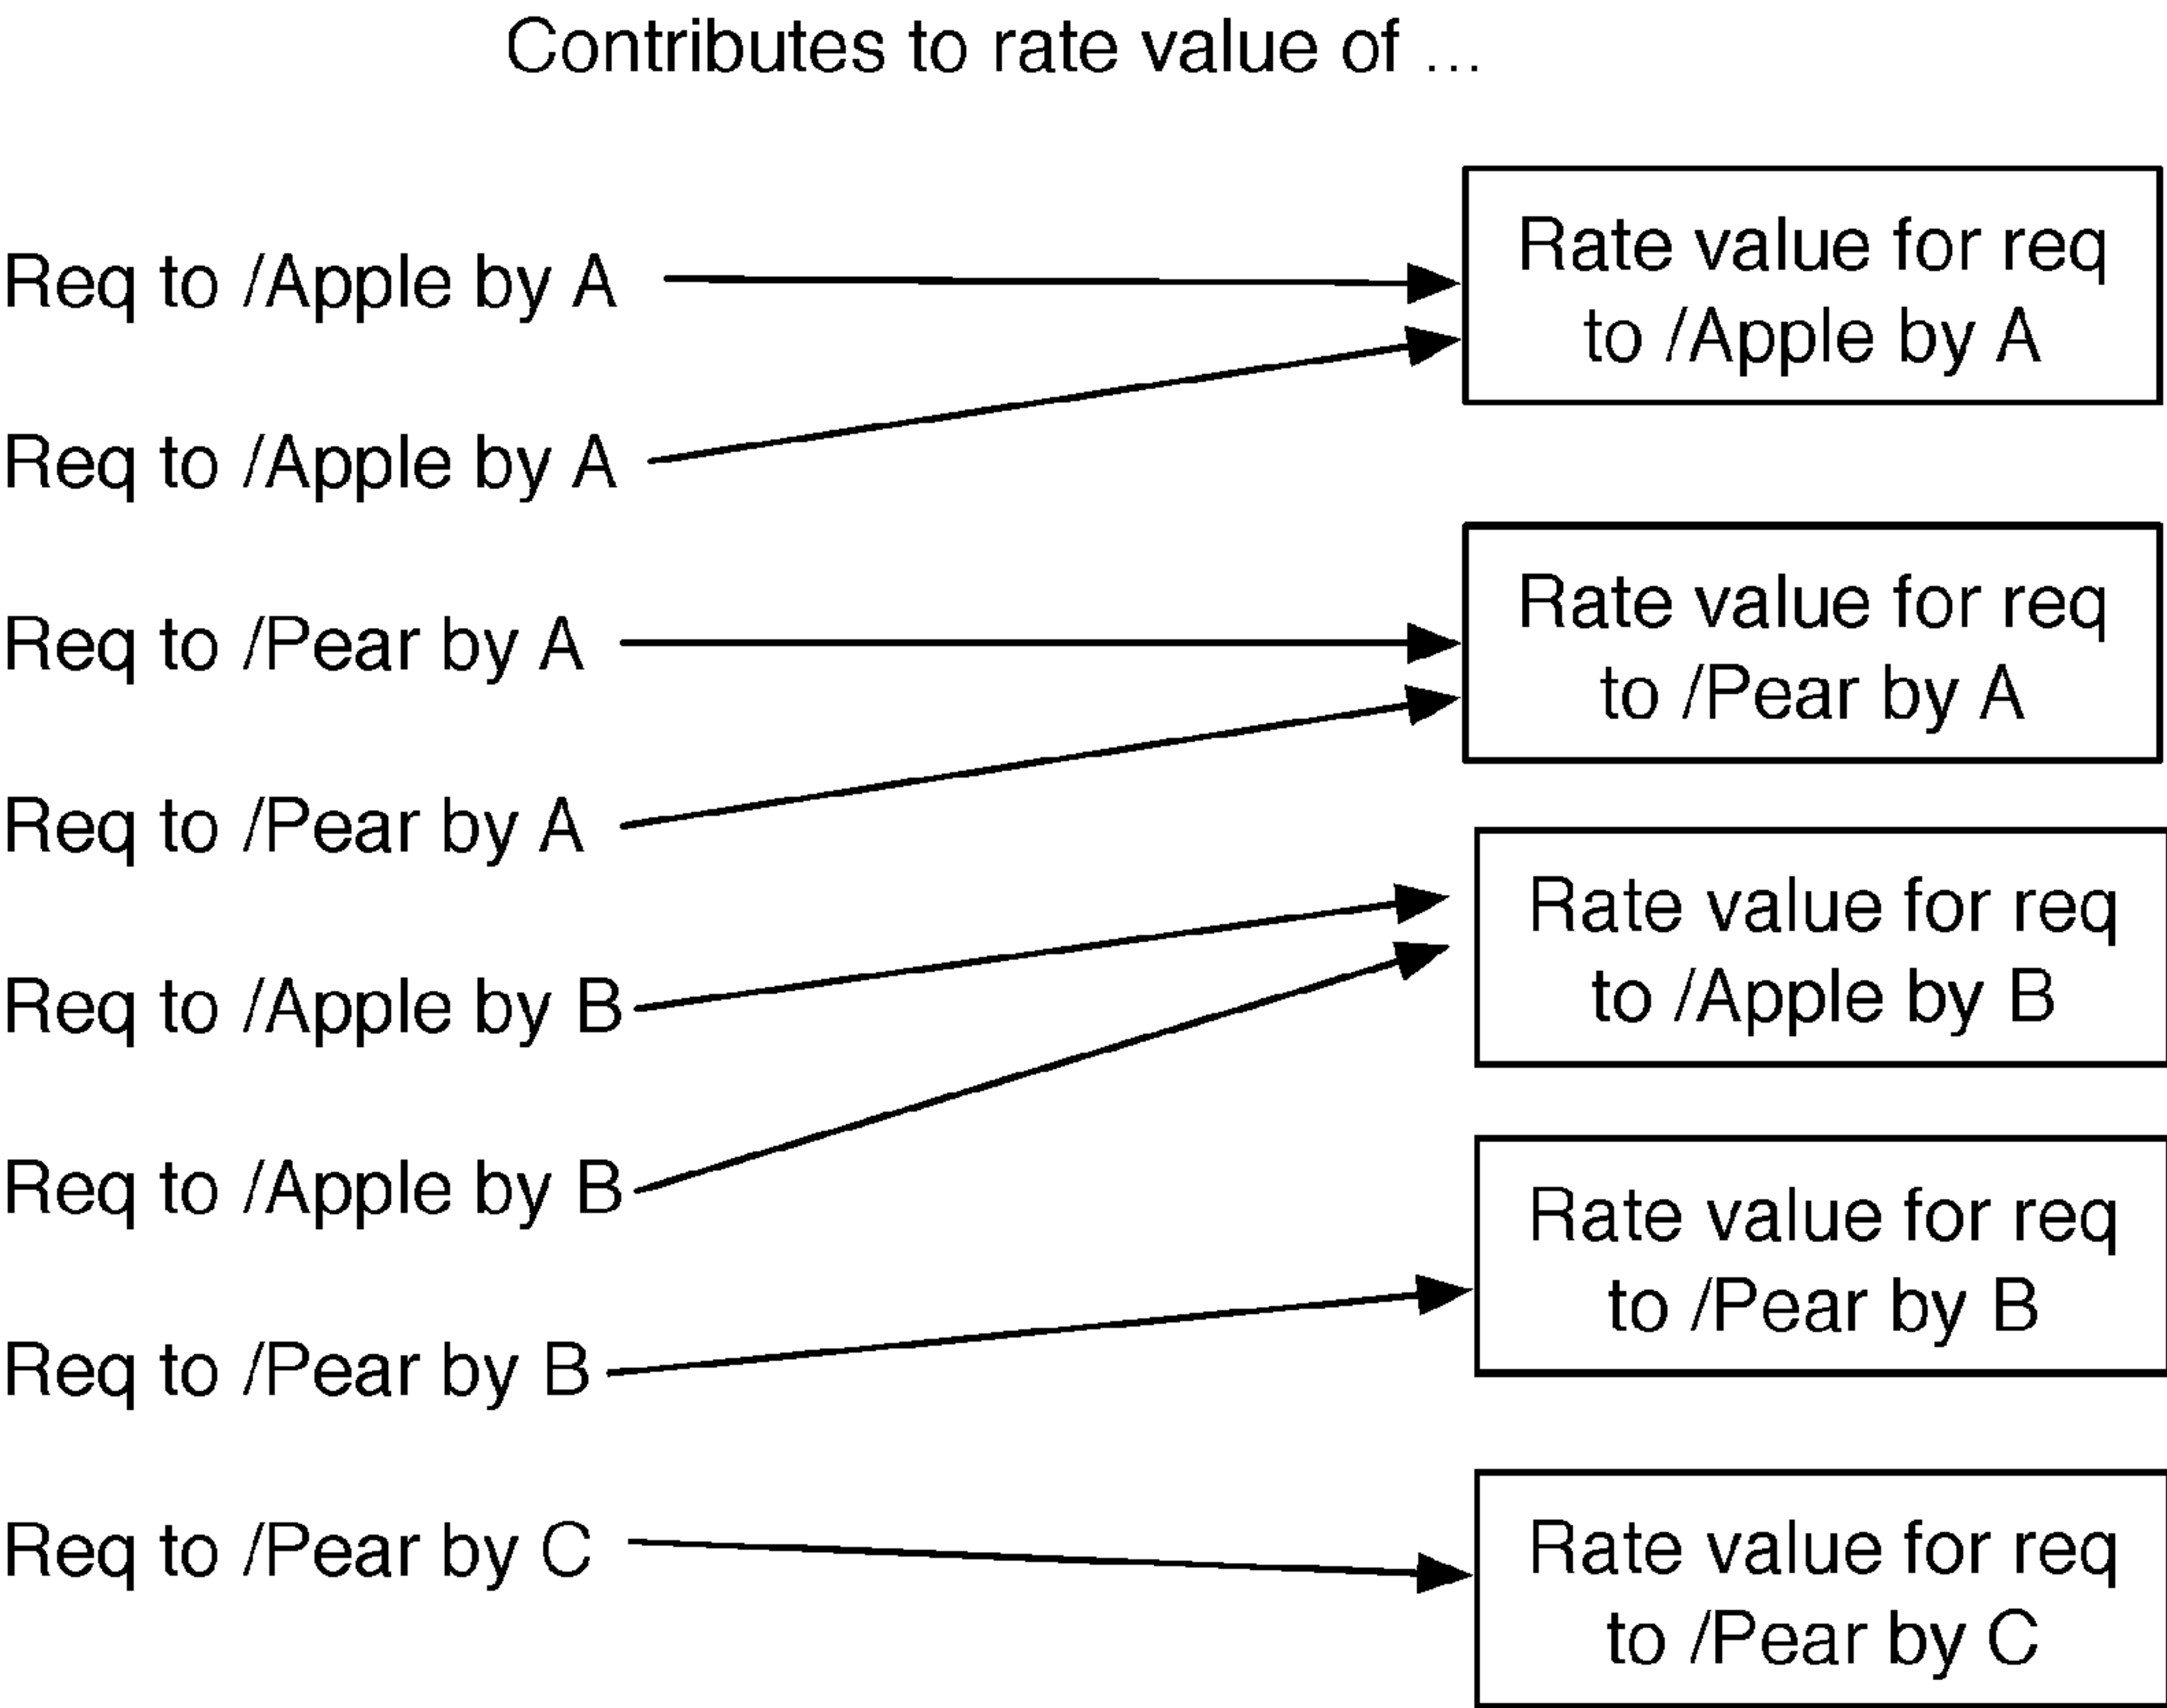 Contributes to rate value of ...
Req to /Apple by A
Rate value for req
to /Apple by A
Req to /Apple by A
Req to /Pear by A
Rate value for req
to /Pear by A
Req to /Pear by A
Rate value for req
to /Apple by B
Req to /Apple by B
Req to /Apple by B
Rate value for req
to /Pear by B
Req to /Pear by B
Req to /Pear by C
Rate value for req
to /Pear by C